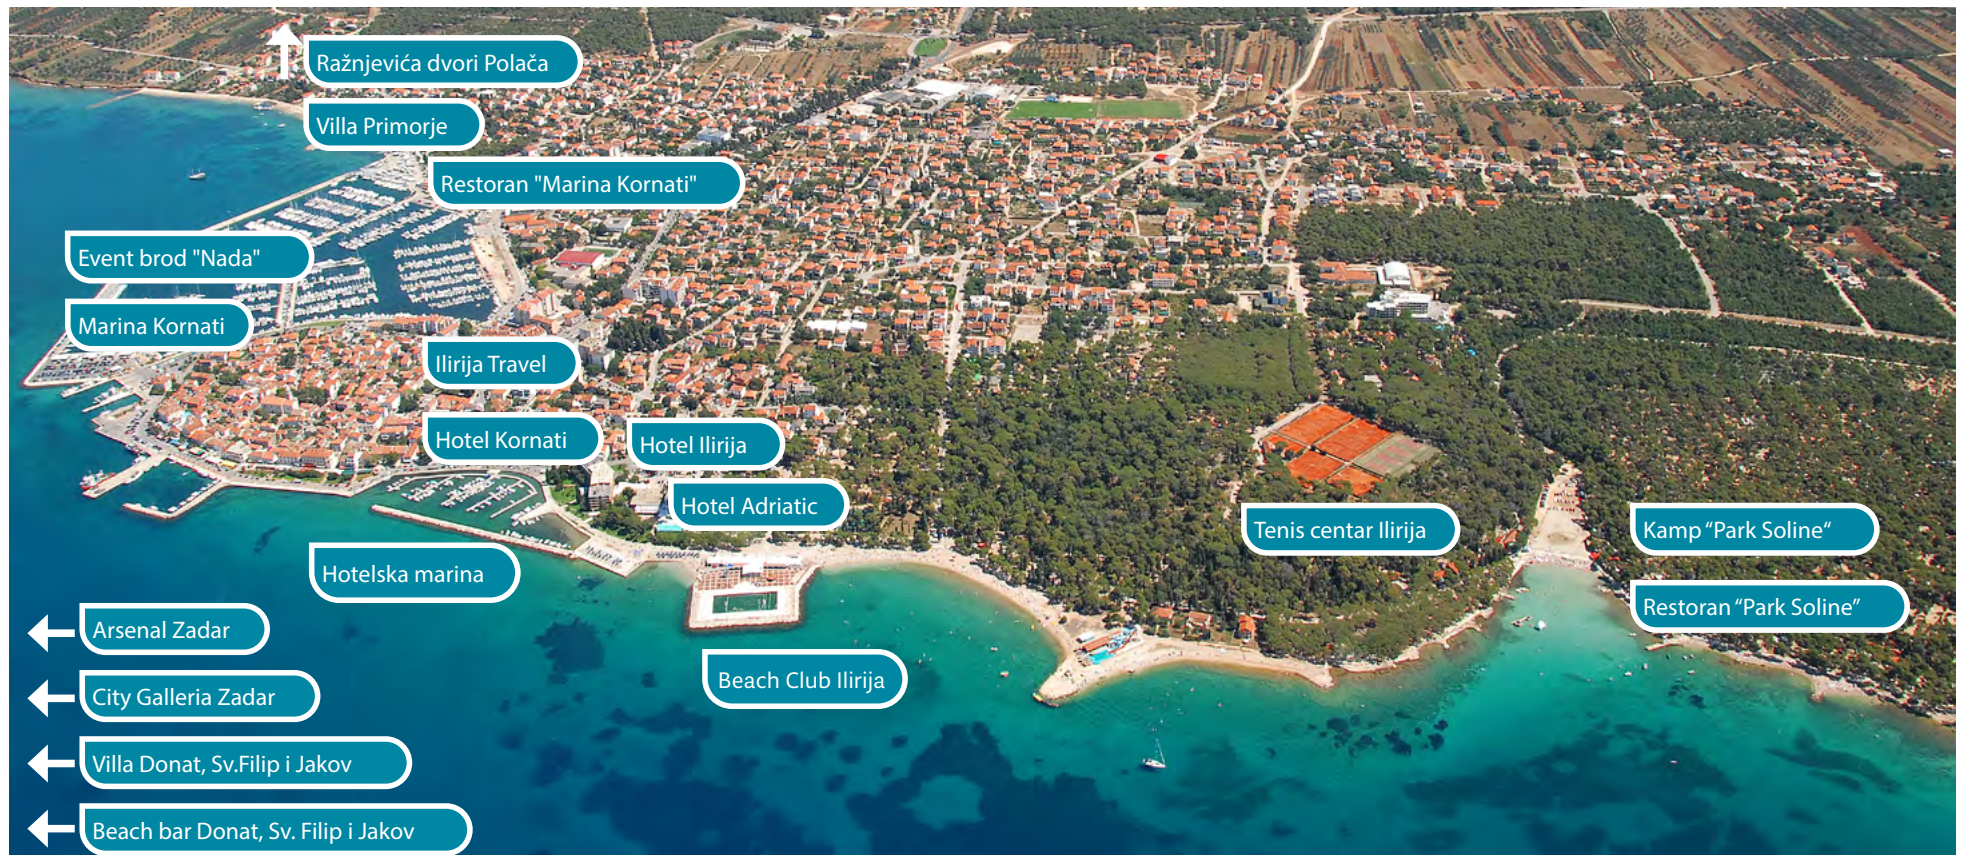 Ražnjevića dvori Polača
Villa Primorje
Restoran "Marina Kornati"
Event brod "Nada"
Marina Kornati
Ilirija Travel
Hotel Kornati
Hotel Ilirija
Hotel Adriatic
Tenis centar Ilirija
Kamp “Park Soline“
Hotelska marina
Restoran “Park Soline”
Arsenal Zadar
Beach Club Ilirija
City Galleria Zadar
Villa Donat, Sv.Filip i Jakov
Beach bar Donat, Sv. Filip i Jakov